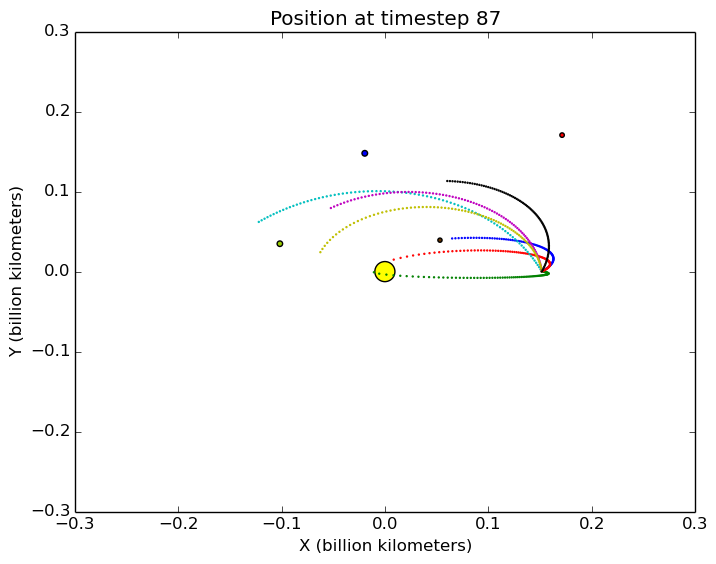 Position at timestep 87
0.3
0.2
0.1
0.0
−0.1
−0.2
−0.3
Y (billion kilometers)
−0.3 −0.2 −0.1 0.0 0.1 0.2 0.3
X (billion kilometers)